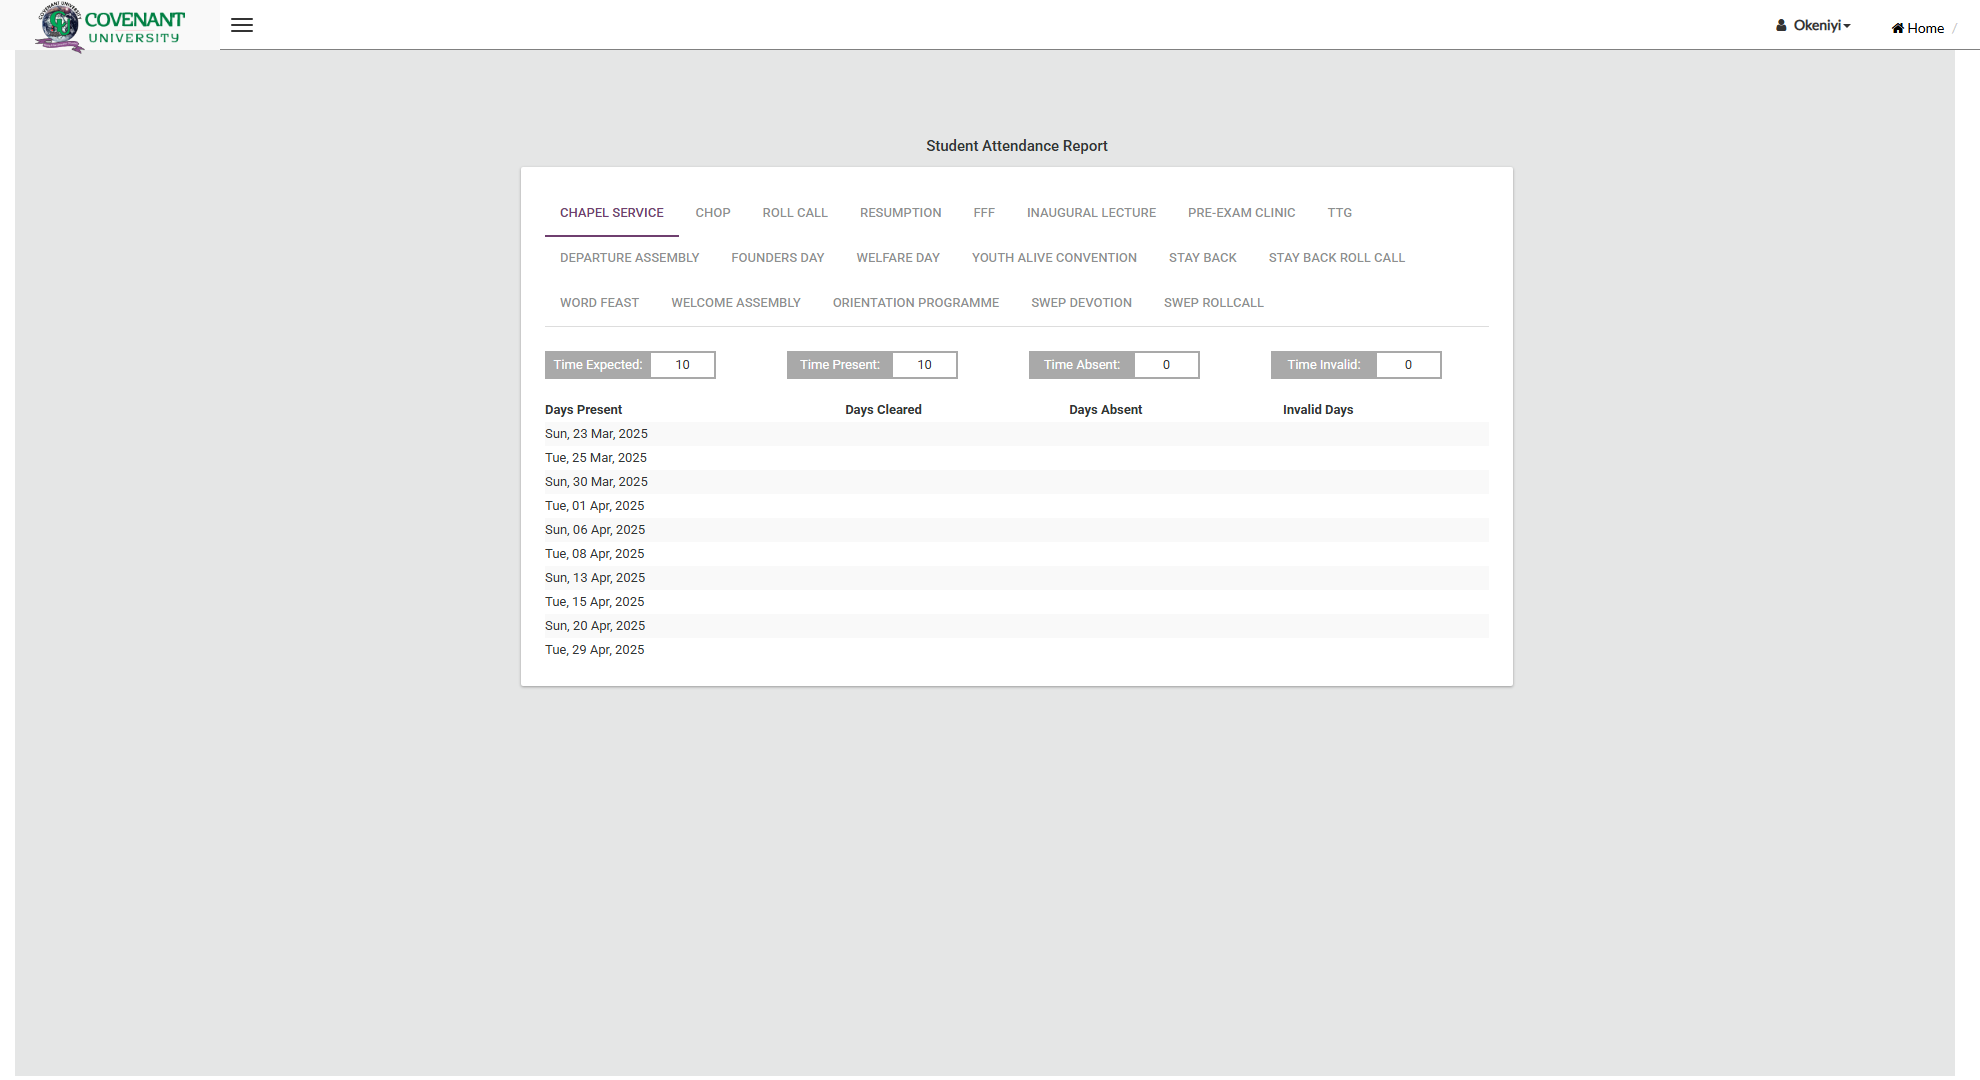 COVENANT UNIVERSITY
COVENANT
UNIVERSITY
Okeniyi
Home /
Student Attendance Report
CHAPEL SERVICE CHOP ROLL CALL RESUMPTION FFF INAUGURAL LECTURE PRE-EXAM CLINIC TTG
DEPARTURE ASSEMBLY FOUNDERS DAY WELFARE DAY YOUTH ALIVE CONVENTION STAY BACK STAY BACK ROLL CALL
WORD FEAST WELCOME ASSEMBLY ORIENTATION PROGRAMME SWEP DEVOTION SWEP ROLLCALL
Time Expected: 10 Time Present: 10 Time Absent: 0 Time Invalid: 0
Days Present Days Cleared Days Absent Invalid Days
Sun, 23 Mar, 2025
Tue, 25 Mar, 2025
Sun, 30 Mar, 2025
Tue, 01 Apr, 2025
Sun, 06 Apr, 2025
Tue, 08 Apr, 2025
Sun, 13 Apr, 2025
Tue, 15 Apr, 2025
Sun, 20 Apr, 2025
Tue, 29 Apr, 2025